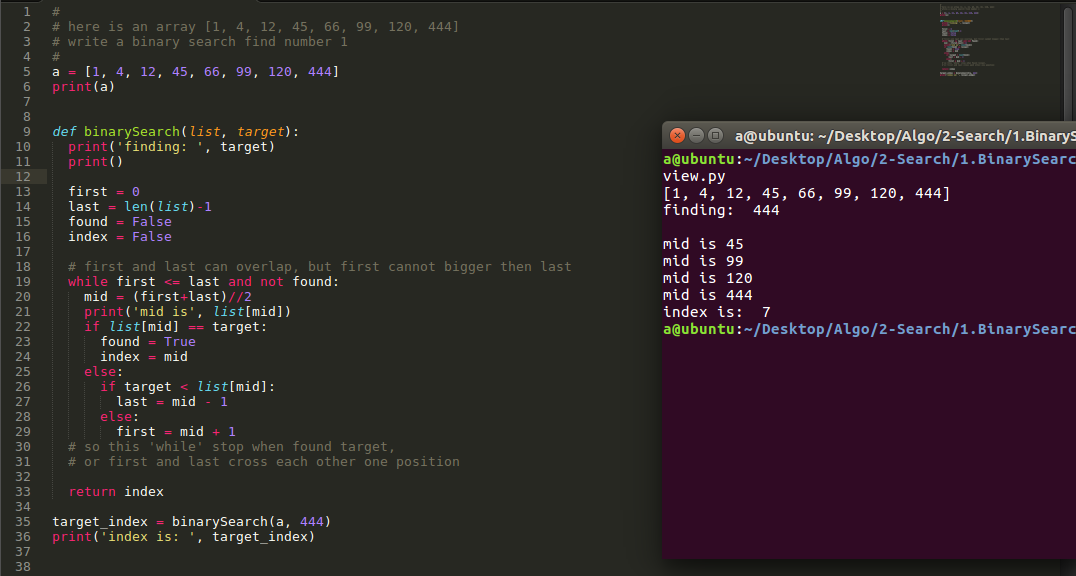 1 #
2 # here is an array [1, 4, 12, 45, 66, 99, 120, 444]
3 # write a binary search find number 1
4 #
5 a = [1, 4, 12, 45, 66, 99, 120, 444]
6 print(a)
7
8
9 def binarySearch(list, target):
10 print('finding: ', target)
11 print()
12
13 first = 0
14 last = len(list)-1
15 found = False
16 index = False
17
18 # first and last can overlap, but first cannot bigger then last
19 while first <= last and not found:
20 mid = (first+last)//2
21 print('mid is', list[mid])
22 if list[mid] == target:
23 found = True
24 index = mid
25 else:
26 if target < list[mid]:
27 last = mid - 1
28 else:
29 first = mid + 1
30 # so this 'while' stop when found target,
31 # or first and last cross each other one position
32
33 return index
34
35 target_index = binarySearch(a, 444)
36 print('index is: ', target_index)
37
38
a@ubuntu: ~/Desktop/Algo/2-Search/1.BinaryS
a@ubuntu:~/Desktop/Algo/2-Search/1.BinarySearc
view.py
[1, 4, 12, 45, 66, 99, 120, 444]
finding:  444
mid is 45
mid is 99
mid is 120
mid is 444
index is:  7
a@ubuntu:~/Desktop/Algo/2-Search/1.BinarySearc